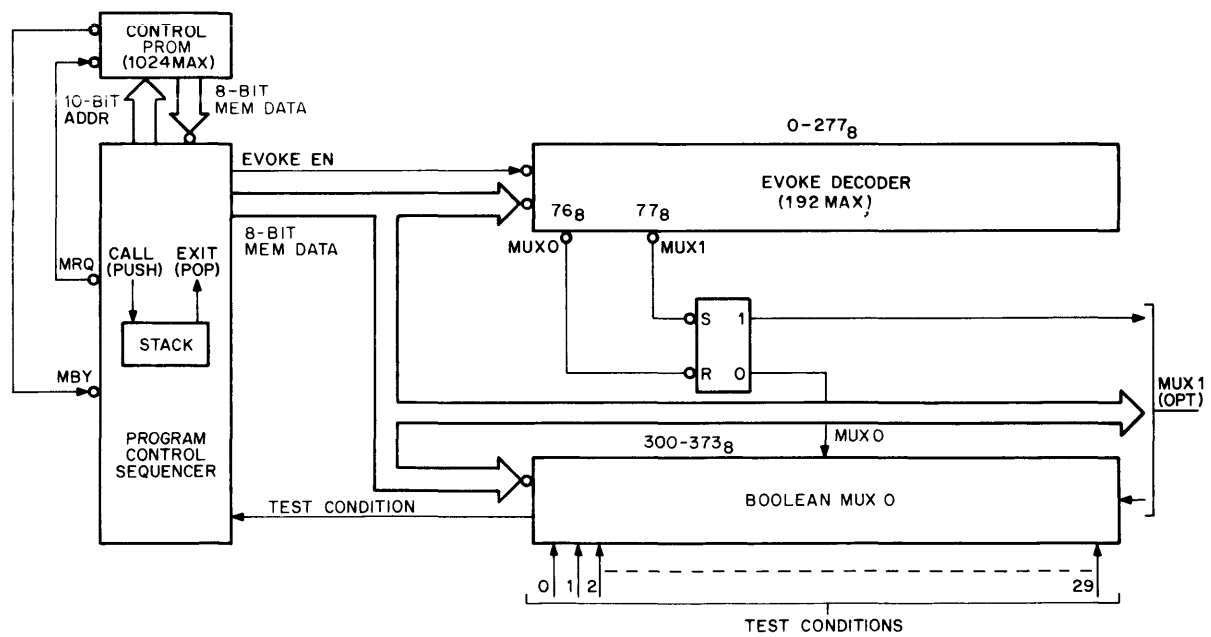 CONTROL
PROM
(1024 MAX)
10-BIT
ADDR
8-BIT
MEM DATA
0-277₈
EVOKE EN
EVOKE DECODER
(192 MAX),
76₈
77₈
8-BIT
MEM DATA
MUX0
MUX1
CALL
(PUSH)
EXIT
(POP)
MRQ
STACK
S 1
R 0
MBY
MUX 1
(OPT)
PROGRAM
CONTROL
SEQUENCER
300-373₈
MUX0
BOOLEAN MUX 0
TEST CONDITION
0 1 2 29
TEST CONDITIONS